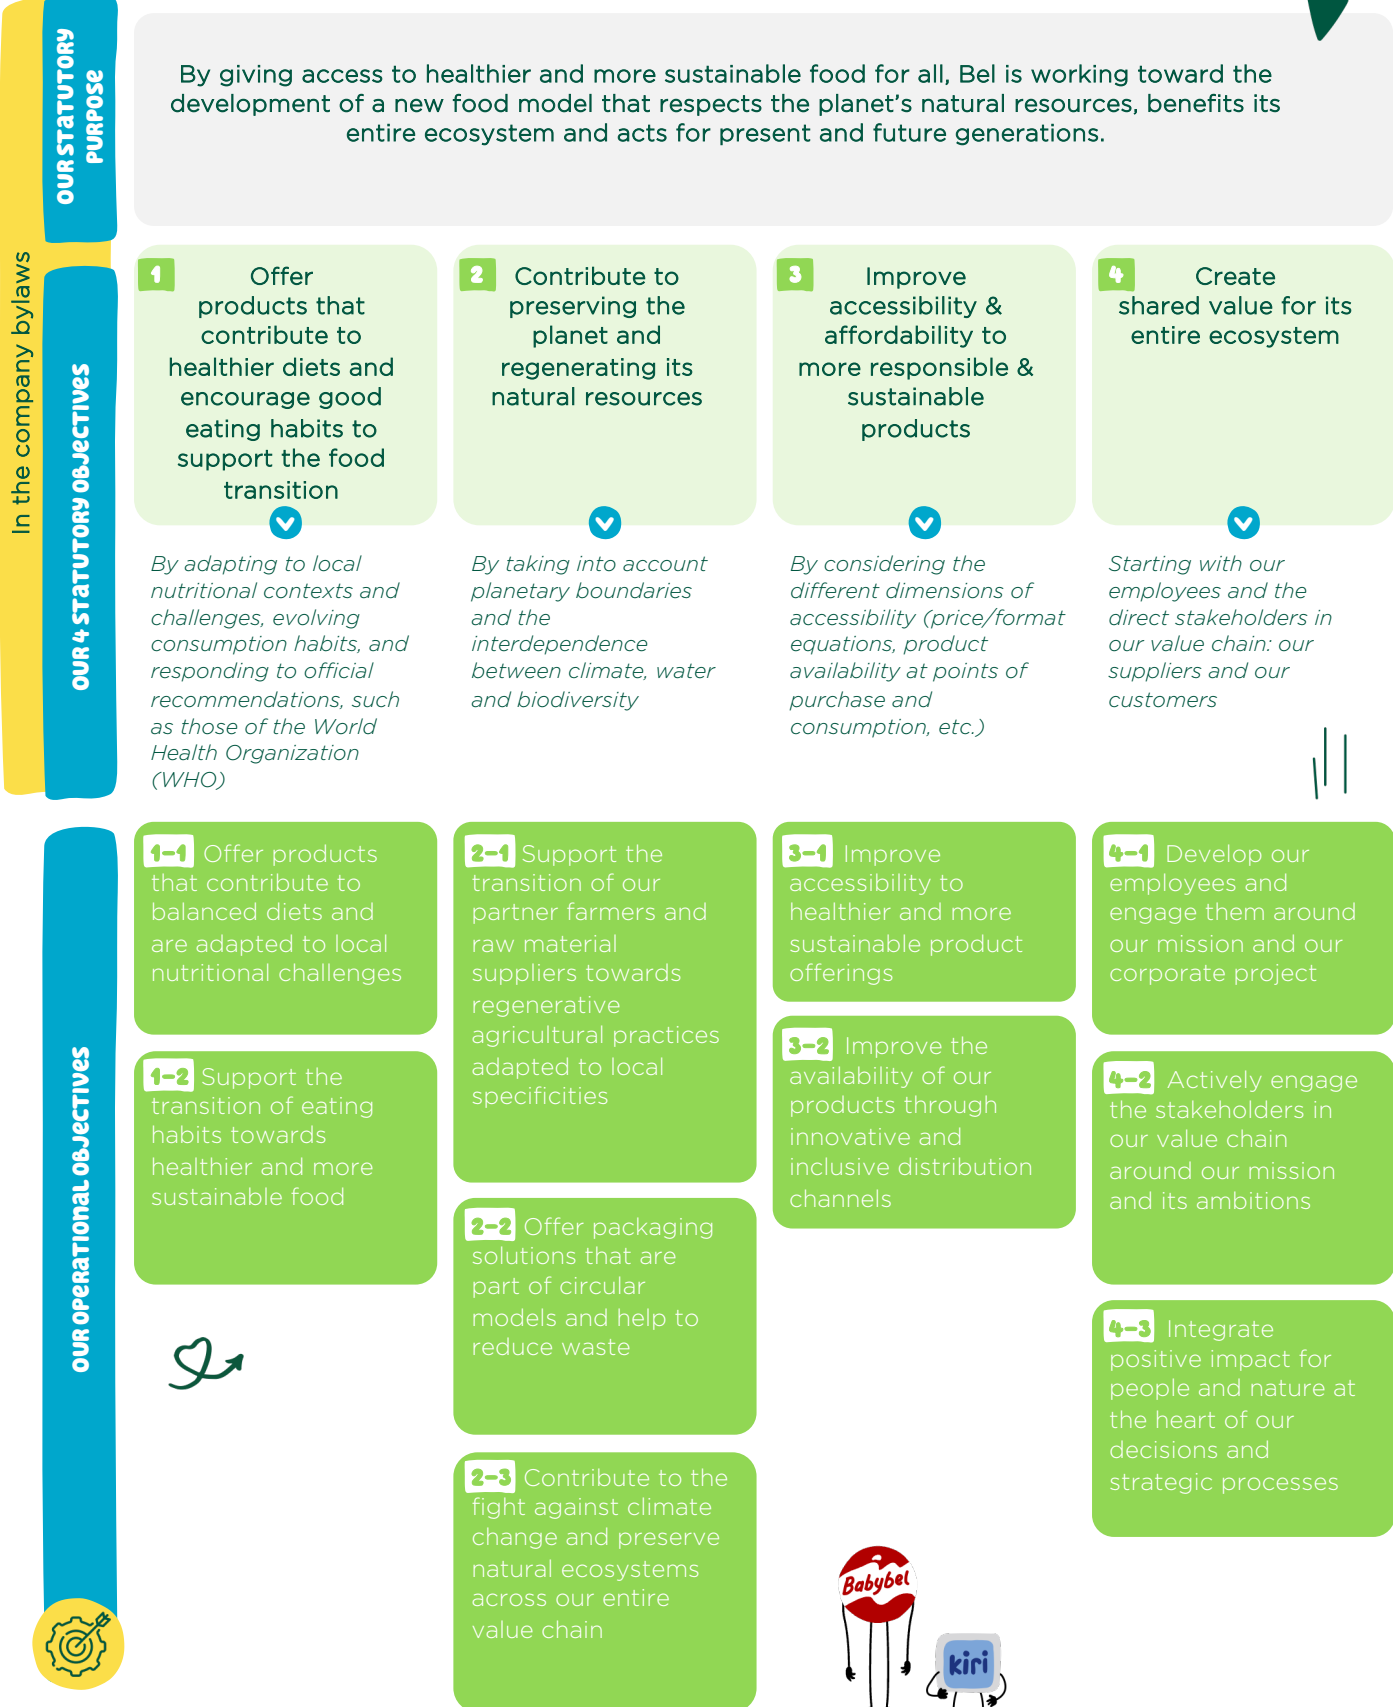 OUR STATUTORY
PURPOSE
By giving access to healthier and more sustainable food for all, Bel is working toward the
development of a new food model that respects the planet's natural resources, benefits its
entire ecosystem and acts for present and future generations.
In the company bylaws
OUR 4 STATUTORY OBJECTIVES
1 Offer
products that
contribute to
healthier diets and
encourage good
eating habits to
support the food
transition
By adapting to local
nutritional contexts and
challenges, evolving
consumption habits, and
responding to official
recommendations, such
as those of the World
Health Organization
(WHO)
2 Contribute to
preserving the
planet and
regenerating its
natural resources
By taking into account
planetary boundaries
and the
interdependence
between climate, water
and biodiversity
3 Improve
accessibility &
affordability to
more responsible &
sustainable
products
By considering the
different dimensions of
accessibility (price/format
equations, product
availability at points of
purchase and
consumption, etc.)
4 Create
shared value for its
entire ecosystem
Starting with our
employees and the
direct stakeholders in
our value chain: our
suppliers and our
customers
OUR OPERATIONAL OBJECTIVES
1-1 Offer products
that contribute to
balanced diets and
are adapted to local
nutritional challenges
1-2 Support the
transition of eating
habits towards
healthier and more
sustainable food
2-1 Support the
transition of our
partner farmers and
raw material
suppliers towards
regenerative
agricultural practices
adapted to local
specificities
2-2 Offer packaging
solutions that are
part of circular
models and help to
reduce waste
2-3 Contribute to the
fight against climate
change and preserve
natural ecosystems
across our entire
value chain
3-1 Improve
accessibility to
healthier and more
sustainable product
offerings
3-2 Improve the
availability of our
products through
innovative and
inclusive distribution
channels
4-1 Develop our
employees and
engage them around
our mission and our
corporate project
4-2 Actively engage
the stakeholders in
our value chain
around our mission
and its ambitions
4-3 Integrate
positive impact for
people and nature at
the heart of our
decisions and
strategic processes
Babybel
kiri